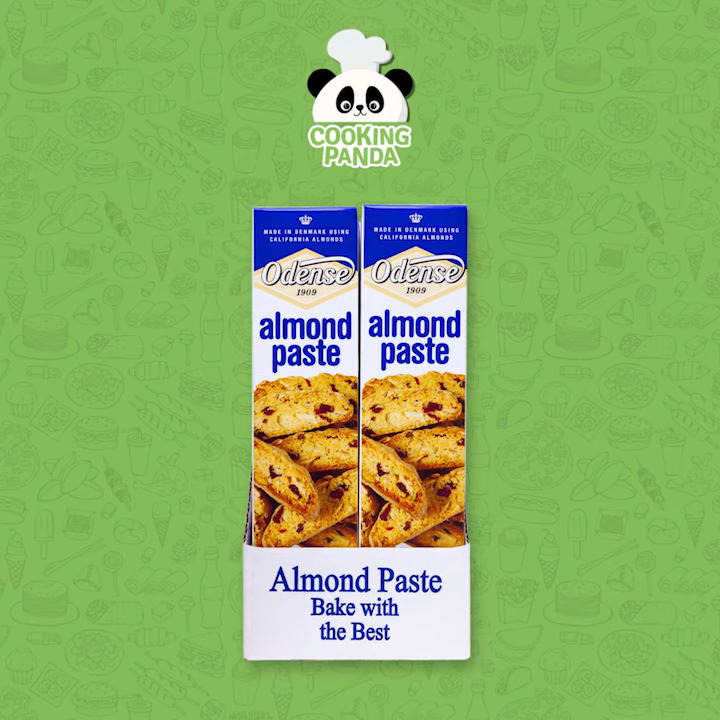 COOKING
PANDA
MADE IN DENMARK USING
CALIFORNIA ALMONDS
Odense
1909
almond
paste
MADE IN DENMARK USING
CALIFORNIA ALMONDS
Odense
1909
almond
paste
Almond Paste
Bake with
the Best